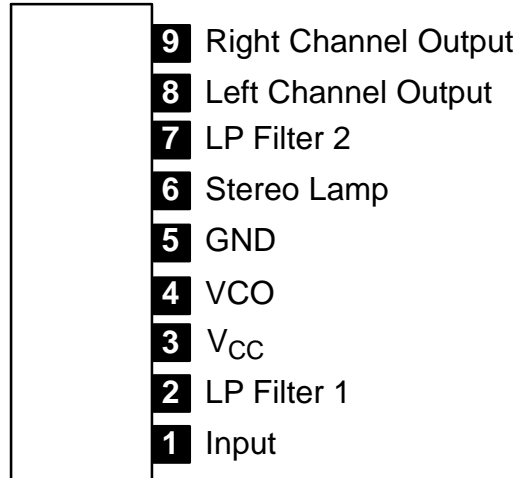 9 Right Channel Output
8 Left Channel Output
7 LP Filter 2
6 Stereo Lamp
5 GND
4 VCO
3 VCC
2 LP Filter 1
1 Input